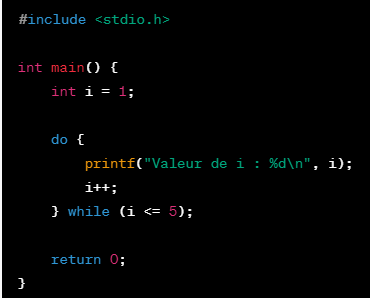 #include <stdio.h>
int main() {
    int i = 1;
    do {
        printf("Valeur de i : %d\n", i);
        i++;
    } while (i <= 5);
    return 0;
}